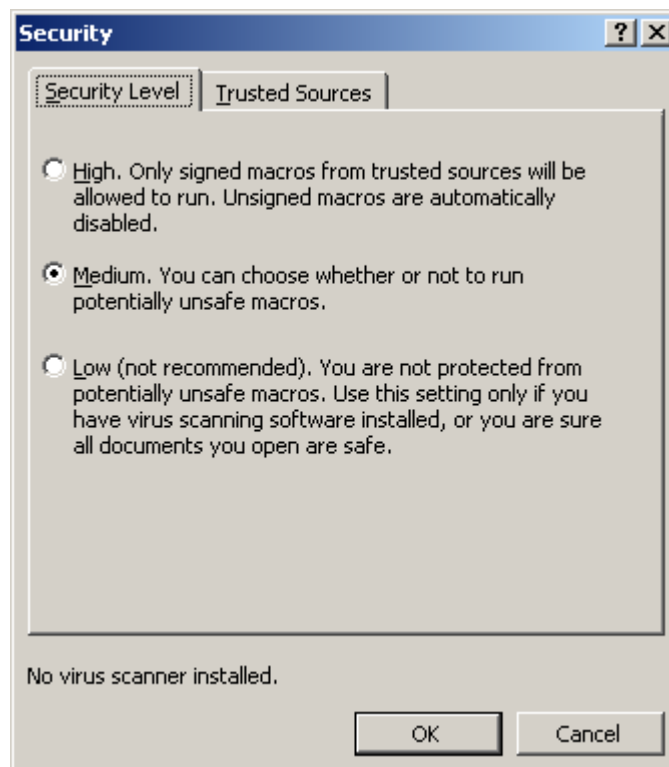 Security
Security Level
Trusted Sources
High. Only signed macros from trusted sources will be
allowed to run. Unsigned macros are automatically
disabled.
Medium. You can choose whether or not to run
potentially unsafe macros.
Low (not recommended). You are not protected from
potentially unsafe macros. Use this setting only if you
have virus scanning software installed, or you are sure
all documents you open are safe.
No virus scanner installed.
OK
Cancel